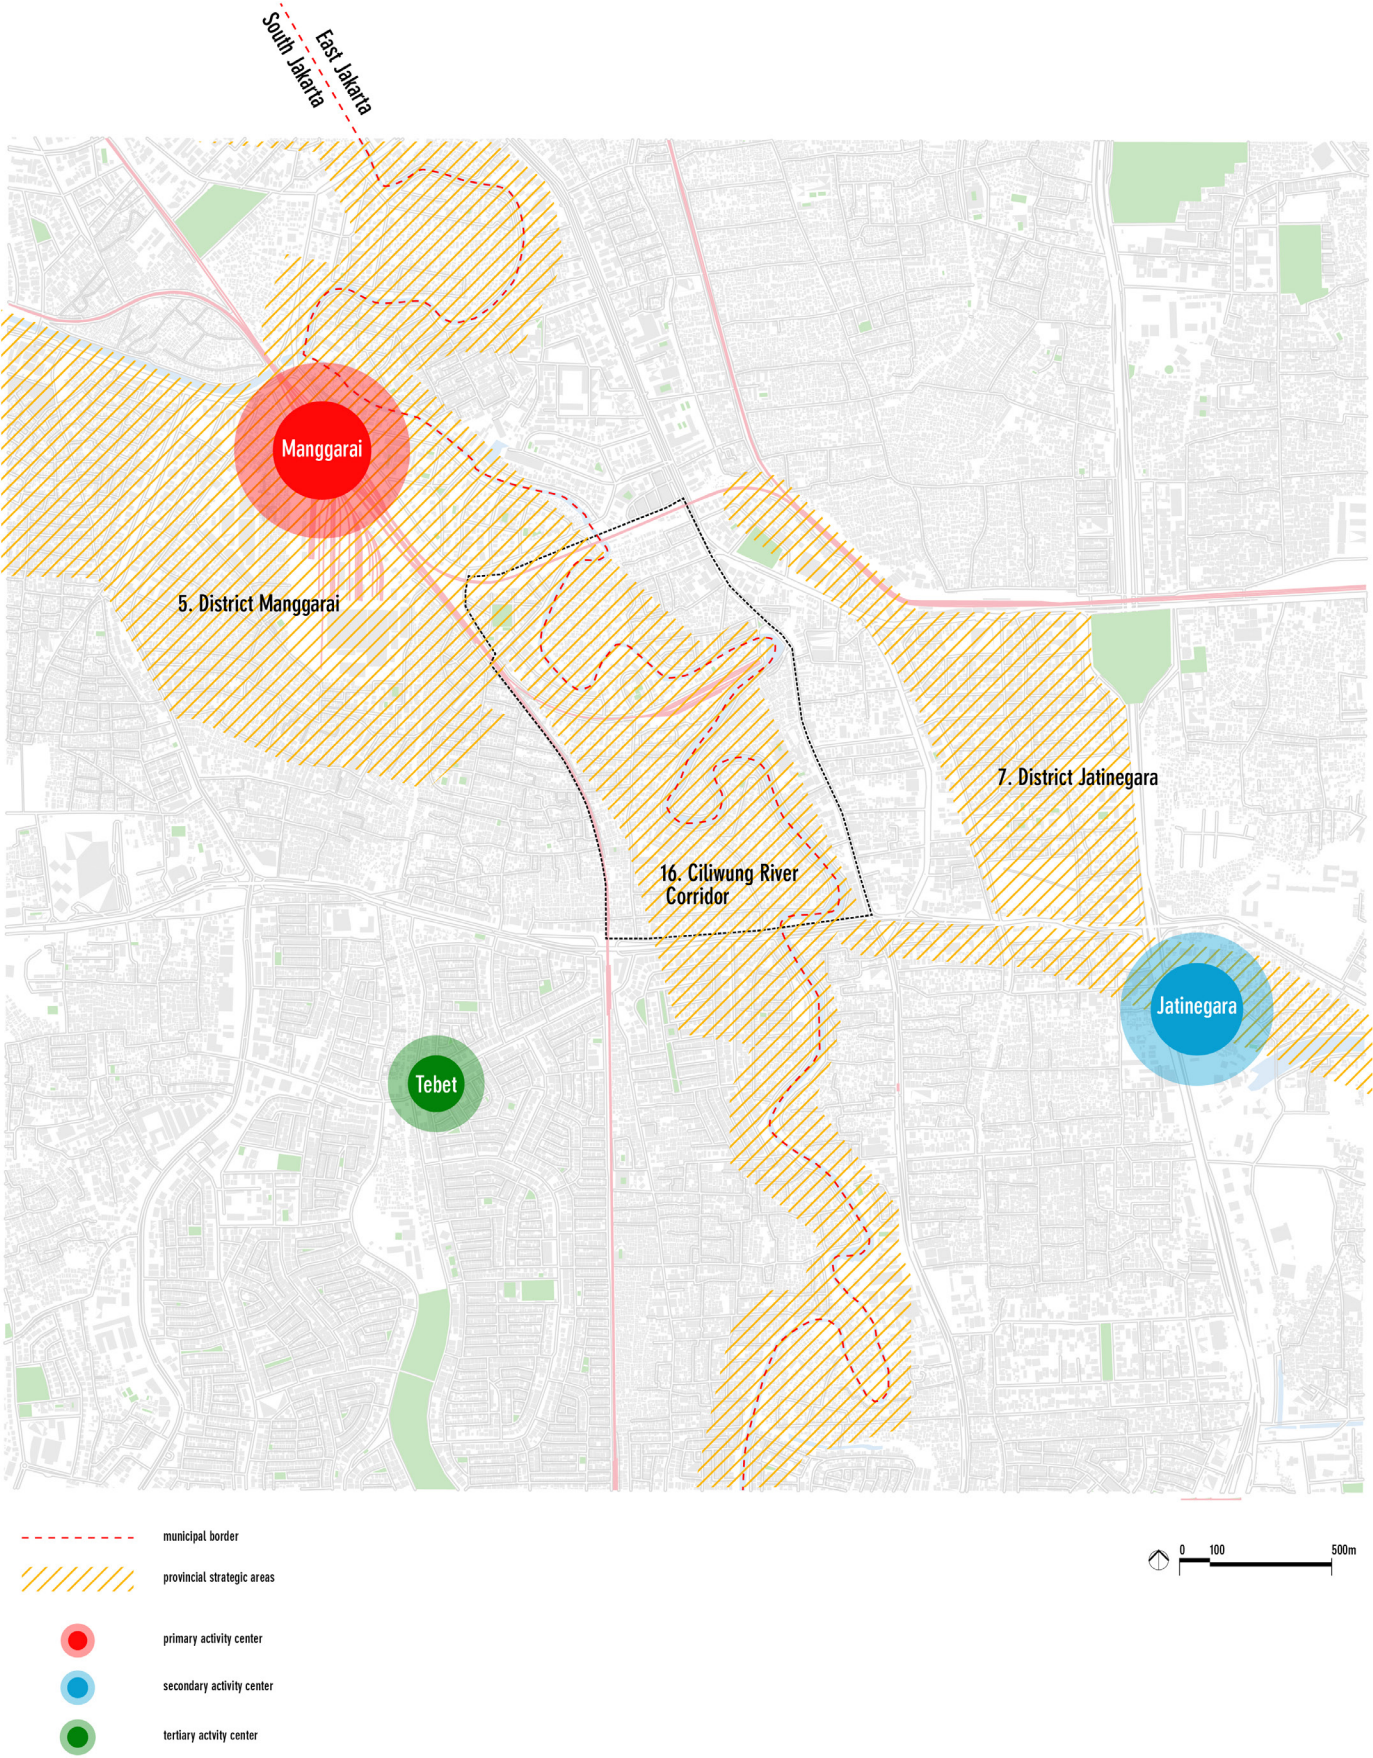 South Jakarta
East Jakarta
Manggarai
5. District Manggarai
7. District Jatinegara
16. Ciliwung River
Corridor
Jatinegara
Tebet
municipal border
provincial strategic areas
primary activity center
secondary activity center
tertiary actvity center
0 100 500m